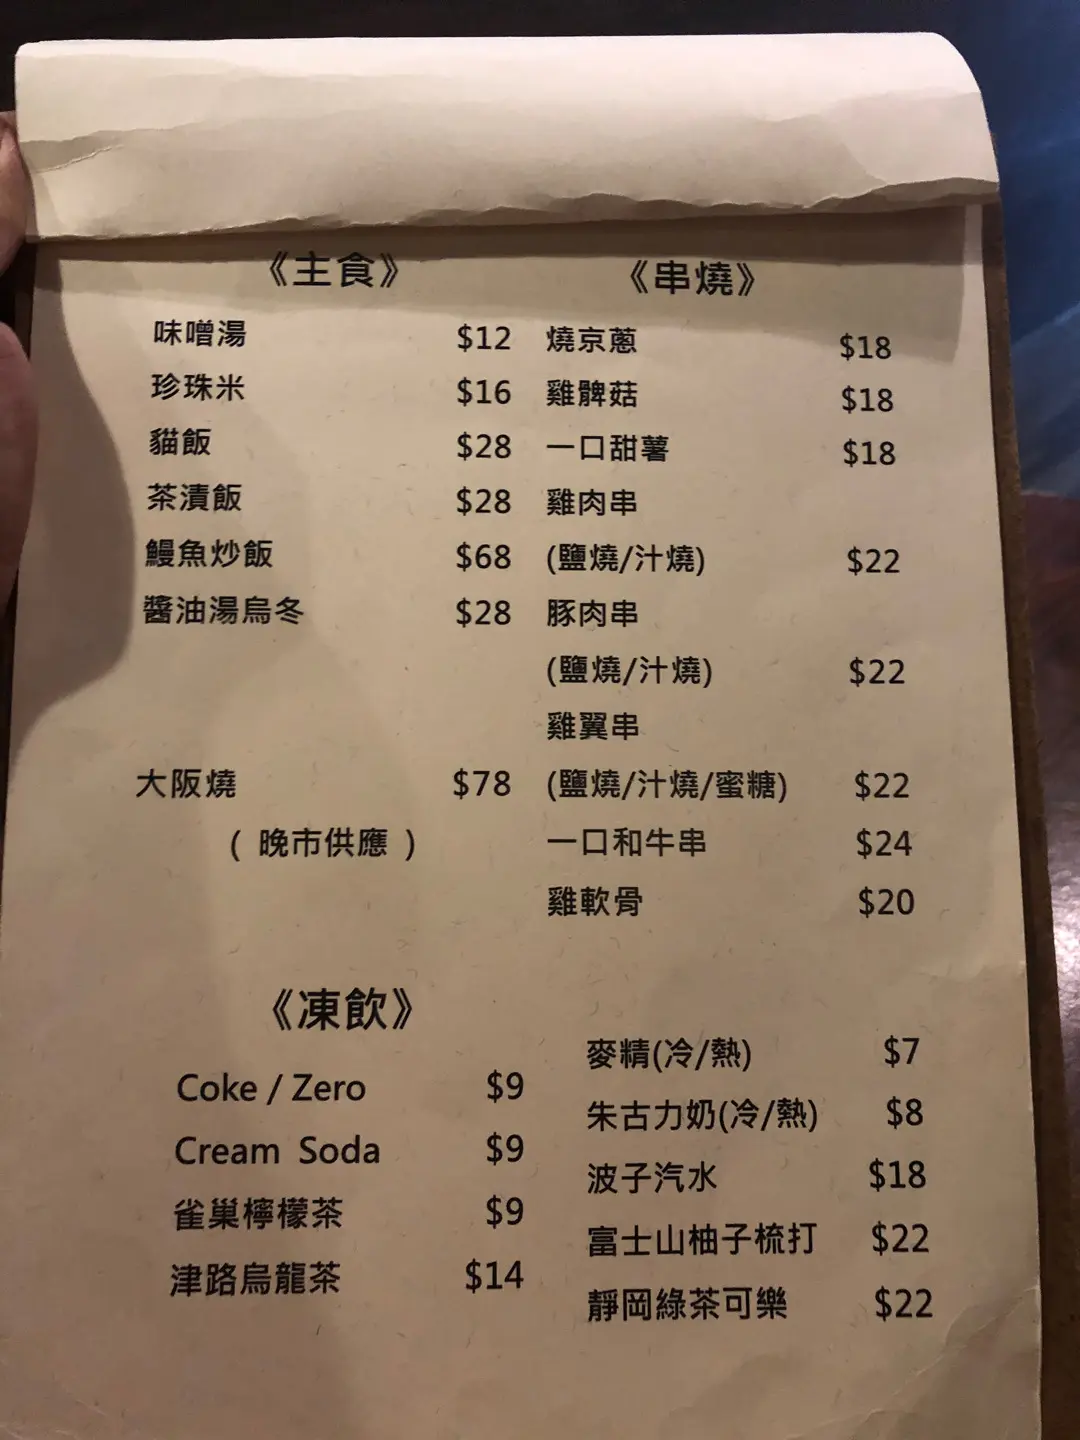 《主食》
味噌湯 $12
珍珠米 $16
貓飯 $28
茶漬飯 $28
鰻魚炒飯 $68
醬油湯烏冬 $28
大阪燒 $78
( 晚市供應 )
《串燒》
燒京蔥 $18
雞髀菇 $18
一口甜薯 $18
雞肉串
(鹽燒/汁燒) $22
豚肉串
(鹽燒/汁燒) $22
雞翼串
(鹽燒/汁燒/蜜糖) $22
一口和牛串 $24
雞軟骨 $20
《凍飲》
Coke / Zero $9
Cream Soda $9
雀巢檸檬茶 $9
津路烏龍茶 $14
麥精(冷/熱) $7
朱古力奶(冷/熱) $8
波子汽水 $18
富士山柚子梳打 $22
靜岡綠茶可樂 $22